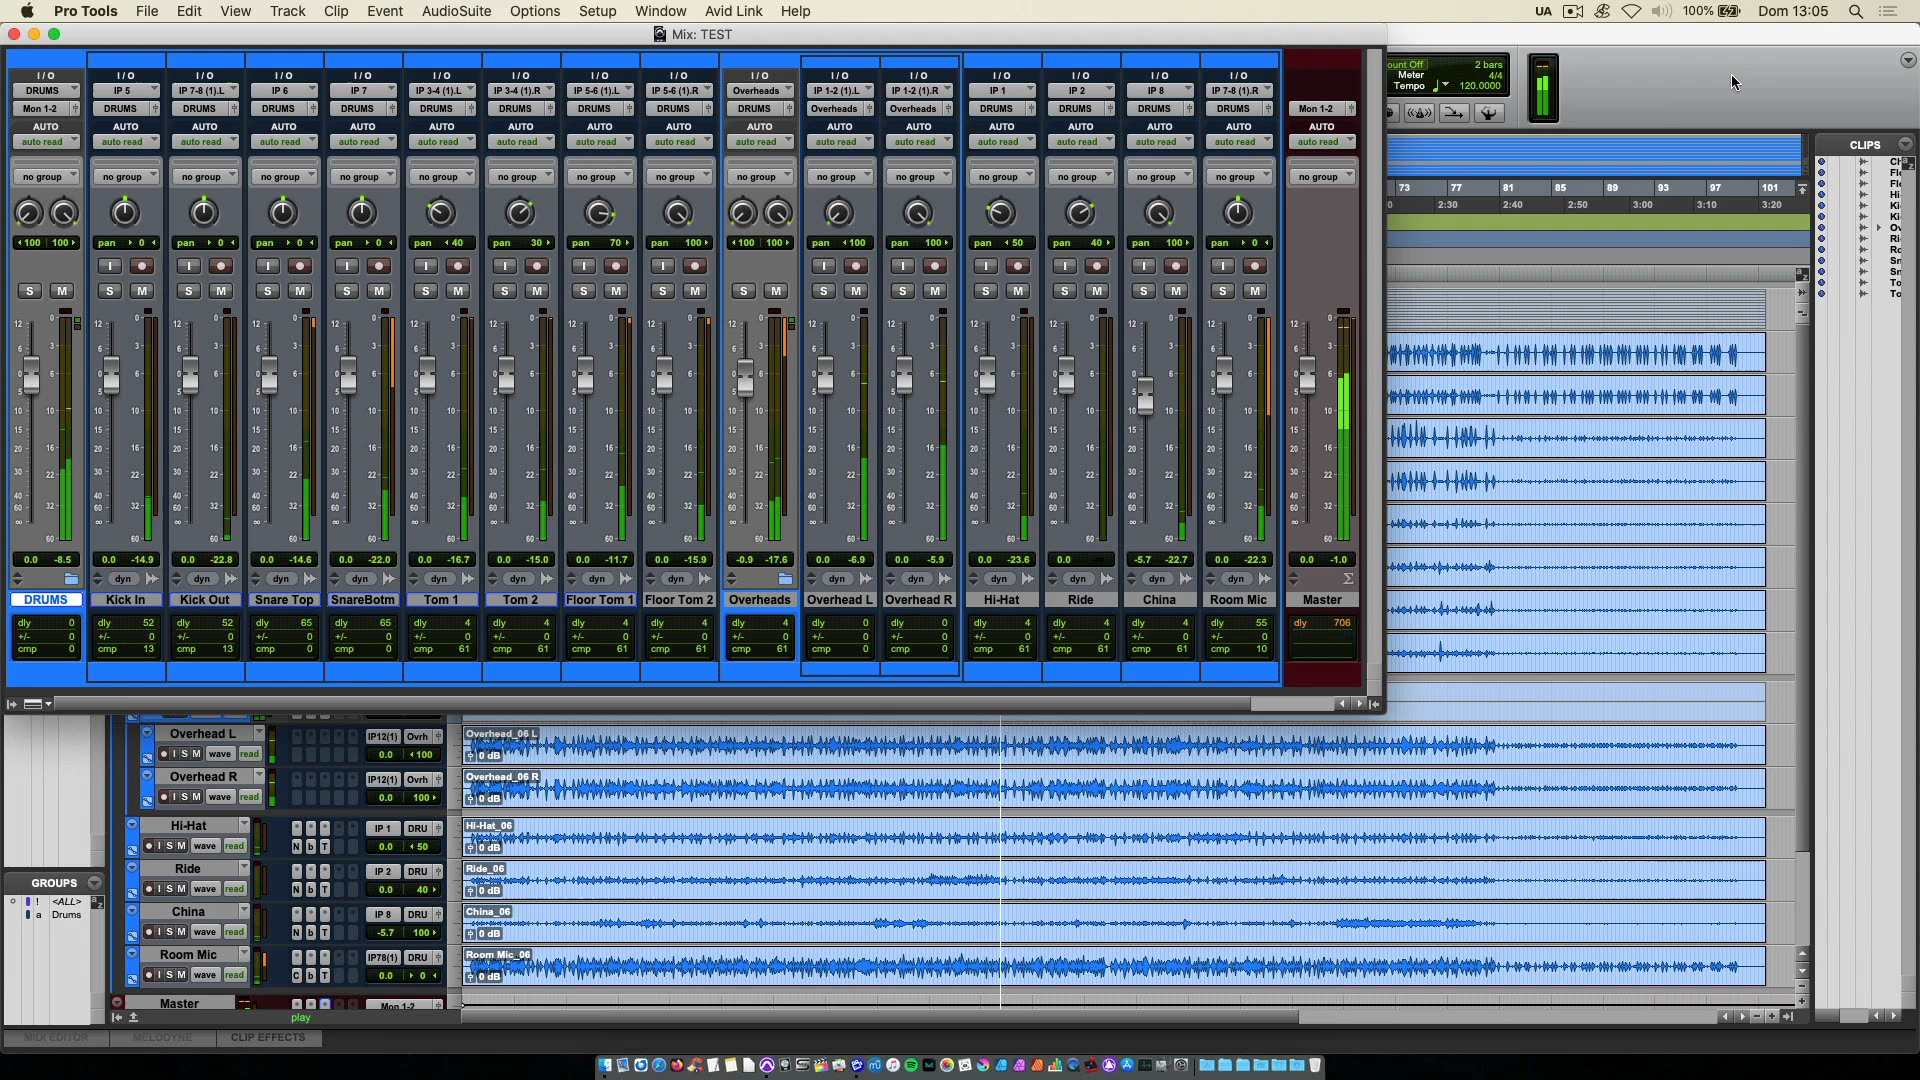 Pro Tools File Edit View Track Clip Event AudioSuite Options Setup Window Avid Link Help UA 100% Dom 13:05
Mix: TEST
I/O I/O I/O I/O I/O I/O I/O I/O I/O I/O I/O I/O I/O I/O I/O I/O
DRUMS IP 5 IP 7-8 (1).L IP 6 IP 7 IP 3-4 (1).L IP 3-4 (1).R IP 5-6 (1).L IP 5-6 (1).R Overheads IP 1-2 (1).L IP 1-2 (1).R IP 1 IP 2 IP 8 IP 7-8 (1).R
Mon 1-2 DRUMS DRUMS DRUMS DRUMS DRUMS DRUMS DRUMS DRUMS DRUMS Overheads Overheads DRUMS DRUMS DRUMS DRUMS Mon 1-2
AUTO AUTO AUTO AUTO AUTO AUTO AUTO AUTO AUTO AUTO AUTO AUTO AUTO AUTO AUTO AUTO AUTO
auto read auto read auto read auto read auto read auto read auto read auto read auto read auto read auto read auto read auto read auto read auto read auto read auto read
no group no group no group no group no group no group no group no group no group no group no group no group no group no group no group no group no group
100 100 pan 0 pan 0 pan 0 pan 0 pan 40 pan 30 pan 70 pan 100 100 100 pan 100 pan 100 pan 50 pan 40 pan 100 pan 0
S M S M S M S M S M S M S M S M S M S M S M S M S M S M S M S M
0.0 -8.5 0.0 -14.9 0.0 -22.8 0.0 -14.6 0.0 -22.0 0.0 -16.7 0.0 -15.0 0.0 -11.7 0.0 -15.9 -0.9 -17.6 0.0 -6.9 0.0 -5.9 0.0 -23.6 0.0 -5.7 -22.7 0.0 -22.3 0.0 -1.0
dyn dyn dyn dyn dyn dyn dyn dyn dyn dyn dyn dyn dyn dyn Σ
DRUMS Kick In Kick Out Snare Top SnareBotm Tom 1 Tom 2 Floor Tom 1 Floor Tom 2 Overheads Overhead L Overhead R Hi-Hat Ride China Room Mic Master
dly 0 dly 52 dly 52 dly 65 dly 65 dly 4 dly 4 dly 4 dly 4 dly 4 dly 0 dly 0 dly 4 dly 4 dly 4 dly 55 dly 706
+/- 0 +/- 0 +/- 0 +/- 0 +/- 0 +/- 0 +/- 0 +/- 0 +/- 0 +/- 0 +/- 0 +/- 0 +/- 0 +/- 0 +/- 0 +/- 0
cmp 0 cmp 13 cmp 13 cmp 0 cmp 0 cmp 61 cmp 61 cmp 61 cmp 61 cmp 61 cmp 0 cmp 0 cmp 61 cmp 61 cmp 61 cmp 10
ount Off 2 bars
Meter 4/4
Tempo 120.0000
CLIPS
73 77 81 85 89 93 97 101
2:30 2:40 2:50 3:00 3:10 3:20
Overhead L IP12(1) Ovrh Overhead_06 L
I S M wave read 0.0 100 0 dB
Overhead R IP12(1) Ovrh Overhead_06 R
I S M wave read 0.0 100 0 dB
Hi-Hat IP 1 DRU Hi-Hat_06
I S M wave read N b T 0.0 50 0 dB
Ride IP 2 DRU Ride_06
I S M wave read N b T 0.0 40 0 dB
China IP 8 DRU China_06
I S M wave read N b T -5.7 100 0 dB
Room Mic IP78(1) DRU Room Mic_06
I S M wave read C b T 0.0 0 0 dB
Master Mon 1-2
play
GROUPS
! <ALL>
a Drums
MIDI EDITOR MELODYNE CLIP EFFECTS